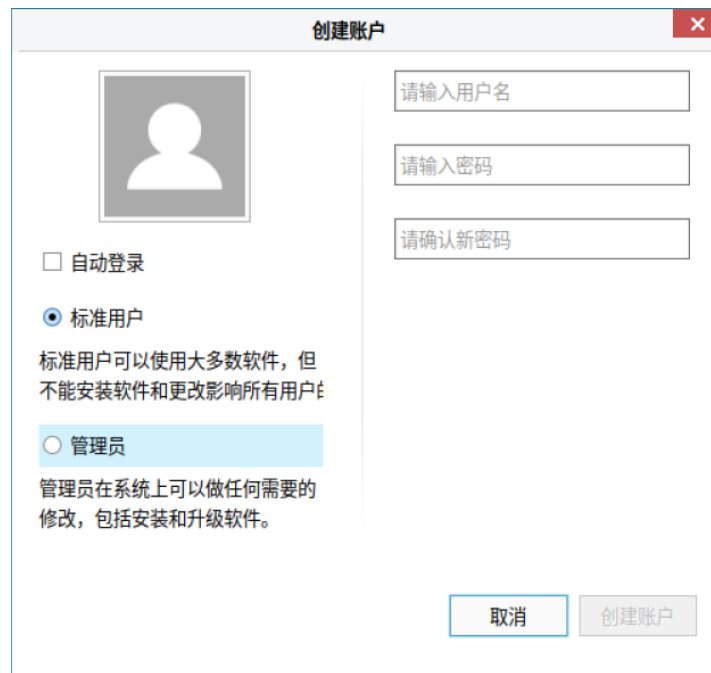 创建账户
请输入用户名
请输入密码
请确认新密码
自动登录
标准用户
标准用户可以使用大多数软件，但
不能安装软件和更改影响所有用户
管理员
管理员在系统上可以做任何需要的
修改，包括安装和升级软件。
取消
创建账户